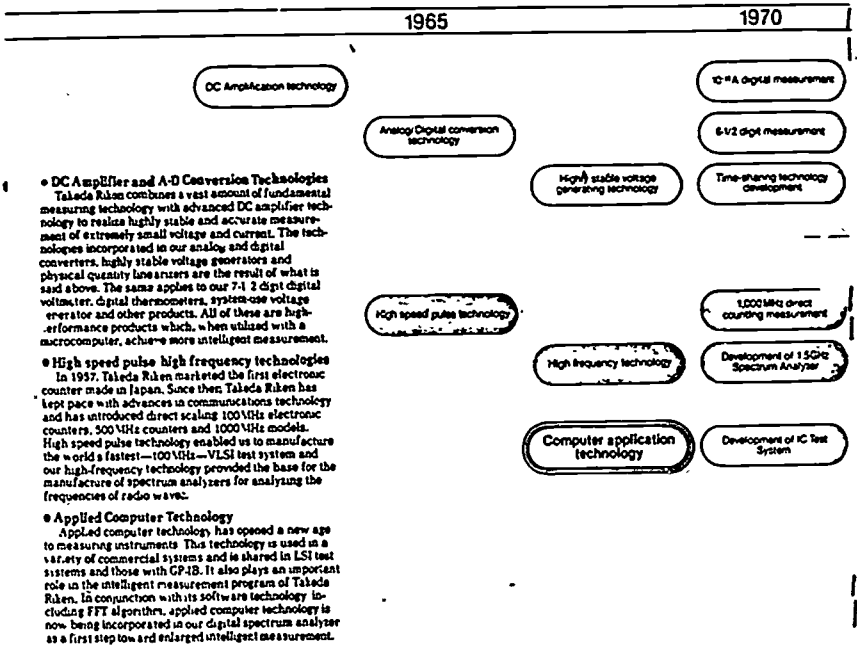 1965 1970
DC Amplification technology
10⁻¹⁶A digital measurement
Analog/Digital conversion
technology
6-1/2 digit measurement
High stable voltage
generating technology
Time-sharing technology
development
• DC Amplifier and A-D Conversion Technologies
Takeda Riken combines a vast amount of fundamental
measuring technology with advanced DC amplifier tech-
nology to realize highly stable and accurate measure-
ment of extremely small voltage and current. The tech-
nologies incorporated in our analog and digital
converters, highly stable voltage generators and
physical quantity linearizers are the result of what is
said above. The same applies to our 7-1 2 digit digital
voltmeter, digital thermometers, system-use voltage
enerator and other products. All of these are high-
erformance products which, when utilized with a
microcomputer, achieve more intelligent measurement.
High speed pulse technology
1,000 MHz direct
counting measurement
High frequency technology
Development of 1.5GHz
Spectrum Analyzer
• High speed pulse high frequency technologies
In 1957, Takeda Riken marketed the first electronic
counter made in Japan. Since then Takeda Riken has
kept pace with advances in communications technology
and has introduced direct scaling 100 MHz electronic
counters, 500 MHz counters and 1000 MHz models.
High speed pulse technology enabled us to manufacture
the world s fastest—100 MHz—VLSI test system and
our high-frequency technology provided the base for the
manufacture of spectrum analyzers for analyzing the
frequencies of radio waves.
Computer application
technology
Development of IC Test
System
• Applied Computer Technology
Applied computer technology has opened a new age
to measuring instruments This technology is used in a
variety of commercial systems and is shared in LSI test
systems and those with GP-IB. It also plays an important
role in the intelligent measurement program of Takeda
Riken. In conjunction with its software technology in-
cluding FFT algorithm, applied computer technology is
now being incorporated in our digital spectrum analyzer
as a first step toward enlarged intelligent measurement.